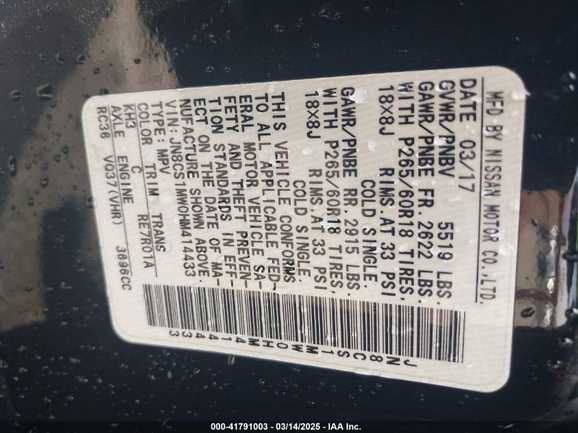 MFD BY NISSAN MOTOR CO.,LTD.
DATE 03/17
GVWR/PNBV 5519 LBS.
GAWR/PNBE FR. 2822 LBS.
WITH P265/60R18 TIRES,
18X8J RIMS.AT 33 PSI
COLD SINGLE.
GAWR/PNBE RR. 2915 LBS.
WITH P265/60R18 TIRES,
18X8J RIMS.AT 33 PSI
COLD SINGLE.
THIS VEHICLE CONFORMS
TO ALL APPLICABLE FED-
ERAL MOTOR VEHICLE SA-
FETY AND THEFT PREVEN-
TION STANDARDS IN EFF-
ECT ON THE DATE OF MA-
NUFACTURE SHOWN ABOVE.
VIN: JN8CS1MW0HM414433
TYPE: MPV
COLOR TRIM TRANS
KH3 RE7R01A
AXLE ENGINE
RC36 VQ37(VHR) 3696CC
JN8CS1MW0HM414433
000-41791003 — 03/14/2025 — IAA Inc.